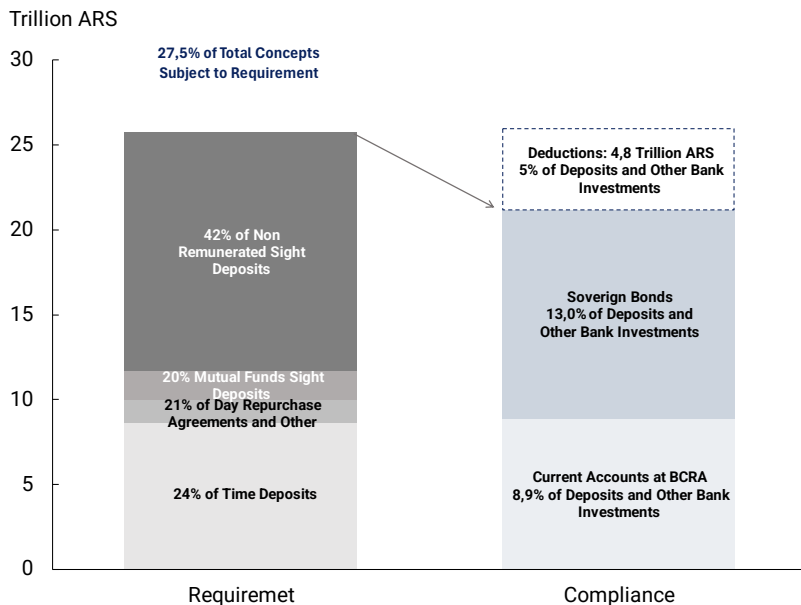 Trillion ARS
27,5% of Total Concepts
Subject to Requirement
30
25
20
15
10
5
0
42% of Non
Remunerated Sight
Deposits
20% Mutual Funds Sight
Deposits
21% of Day Repurchase
Agreements and Other
24% of Time Deposits
Deductions: 4,8 Trillion ARS
5% of Deposits and Other Bank
Investments
Soverign Bonds
13,0% of Deposits and
Other Bank Investments
Current Accounts at BCRA
8,9% of Deposits and Other Bank
Investments
Requiremet
Compliance